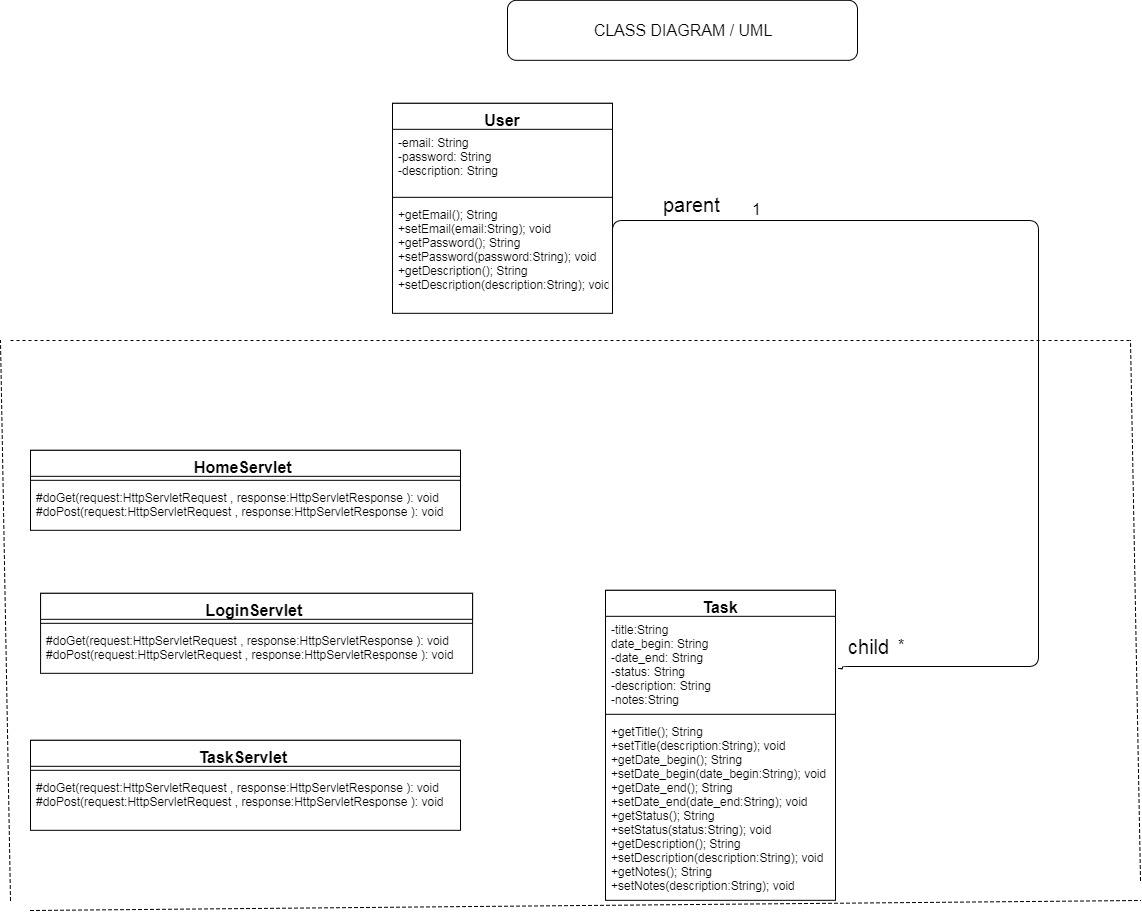 CLASS DIAGRAM / UML
User
-email: String
-password: String
-description: String
+getEmail(); String
+setEmail(email:String); void
+getPassword(); String
+setPassword(password:String); void
+getDescription(); String
+setDescription(description:String); void
parent 1
HomeServlet
#doGet(request:HttpServletRequest , response:HttpServletResponse ): void
#doPost(request:HttpServletRequest , response:HttpServletResponse ): void
LoginServlet
#doGet(request:HttpServletRequest , response:HttpServletResponse ): void
#doPost(request:HttpServletRequest , response:HttpServletResponse ): void
TaskServlet
#doGet(request:HttpServletRequest , response:HttpServletResponse ): void
#doPost(request:HttpServletRequest , response:HttpServletResponse ): void
Task
-title:String
date_begin: String
-date_end: String
-status: String
-description: String
-notes:String
+getTitle(); String
+setTitle(description:String); void
+getDate_begin(); String
+setDate_begin(date_begin:String); void
+getDate_end(); String
+setDate_end(date_end:String); void
+getStatus(); String
+setStatus(status:String); void
+getDescription(); String
+setDescription(description:String); void
+getNotes(); String
+setNotes(description:String); void
child *